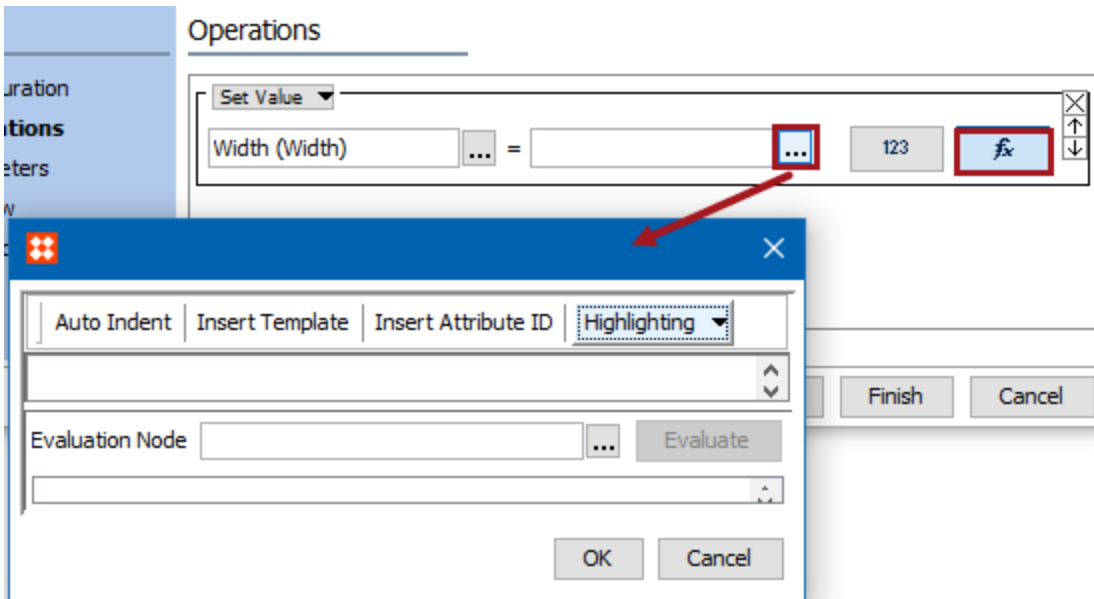 Operations
uration
Set Value
ations
Width (Width) ... = ... 123 fx
eters
w
Auto Indent Insert Template Insert Attribute ID Highlighting
Finish Cancel
Evaluation Node ... Evaluate
OK Cancel